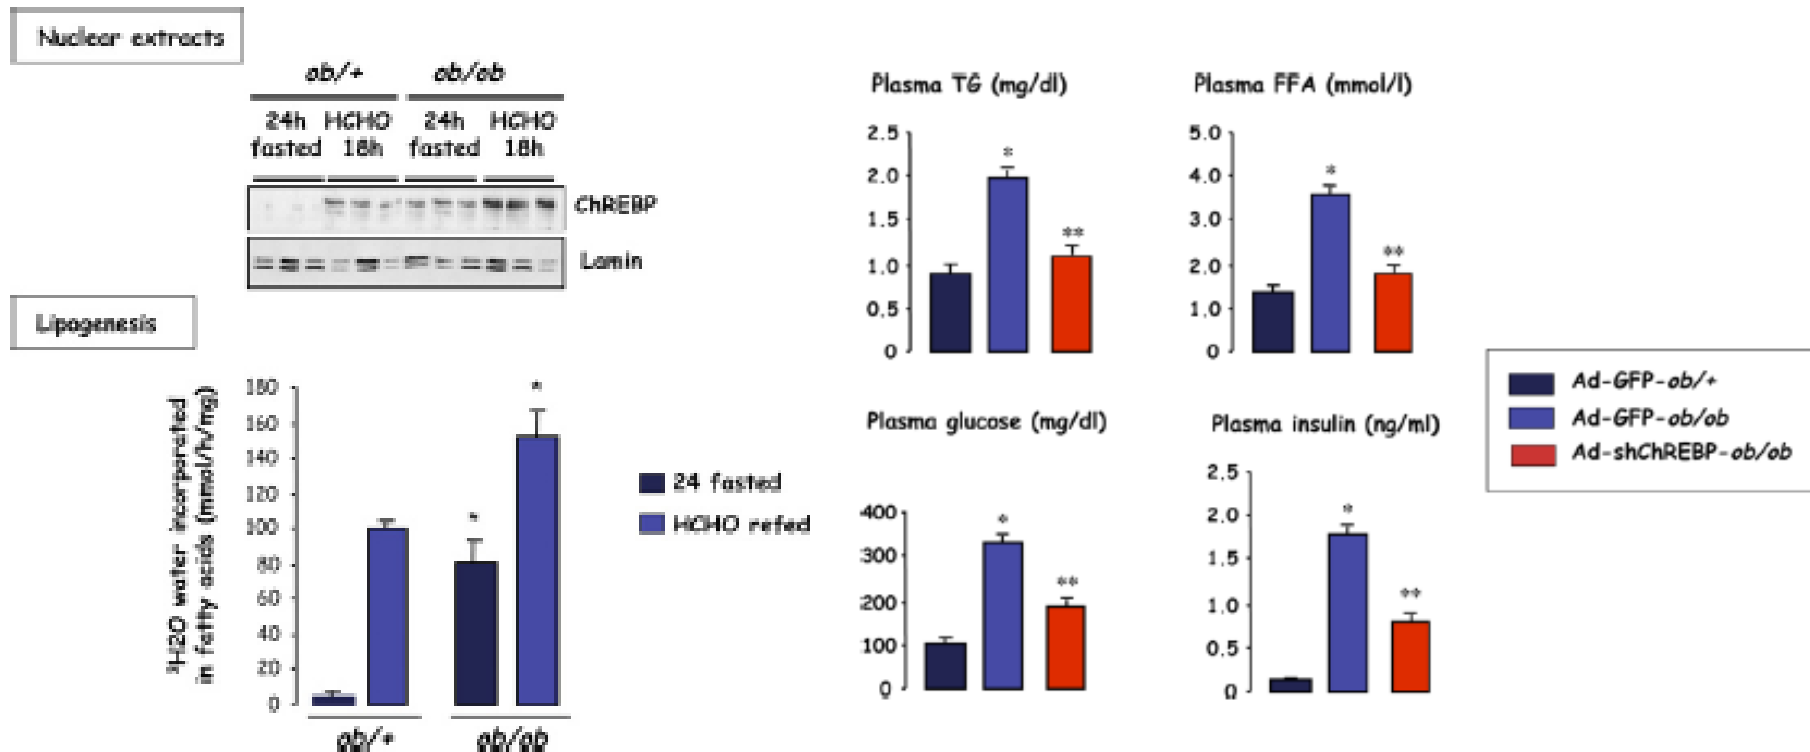 Nuclear extracts
ob/+ ob/ob
24h HCHO 24h HCHO
fasted 18h fasted 18h
ChREBP
Lamin
Lipogenesis
³H2O water incorporated
in fatty acids (mmol/h/mg)
180
160
140
120
100
80
60
40
20
0
*
*
ob/+ ob/ob
24 fasted
HCHO refed
Plasma TG (mg/dl)
2.5
2.0
1.5
1.0
0.5
0
*
**
Plasma FFA (mmol/l)
5.0
4.0
3.0
2.0
1.0
0
*
**
Plasma glucose (mg/dl)
400
300
200
100
0
*
**
Plasma insulin (ng/ml)
2.5
2.0
1.5
1.0
0.5
0
*
**
Ad-GFP-ob/+
Ad-GFP-ob/ob
Ad-shChREBP-ob/ob